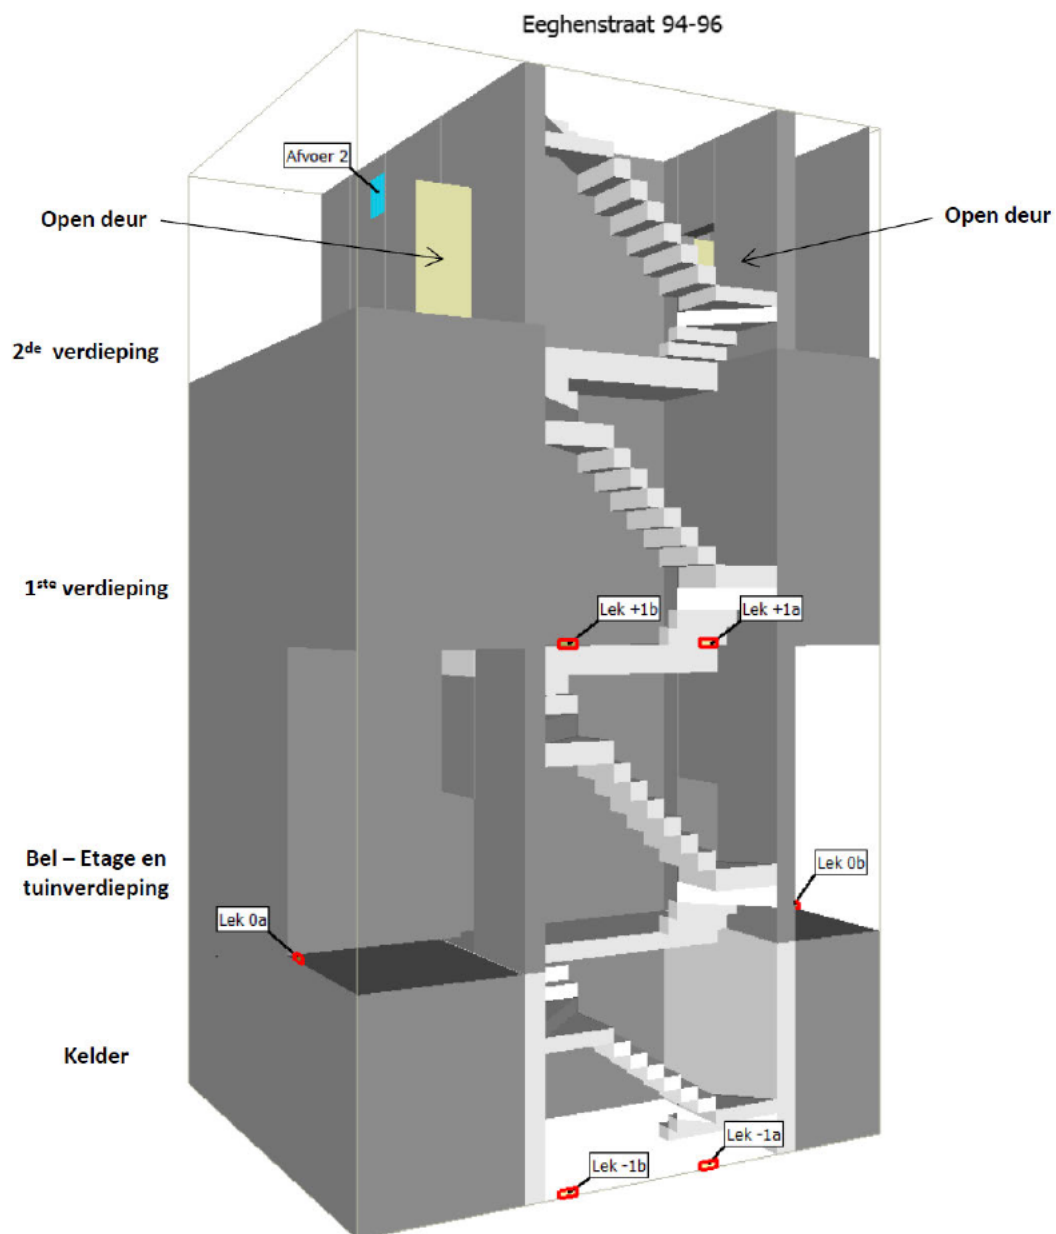 Eeghenstraat 94-96
Afvoer 2
Open deur
Open deur
2de verdieping
1ste verdieping
Lek +1b
Lek +1a
Bel – Etage en
tuinverdieping
Lek 0b
Lek 0a
Kelder
Lek -1a
Lek -1b